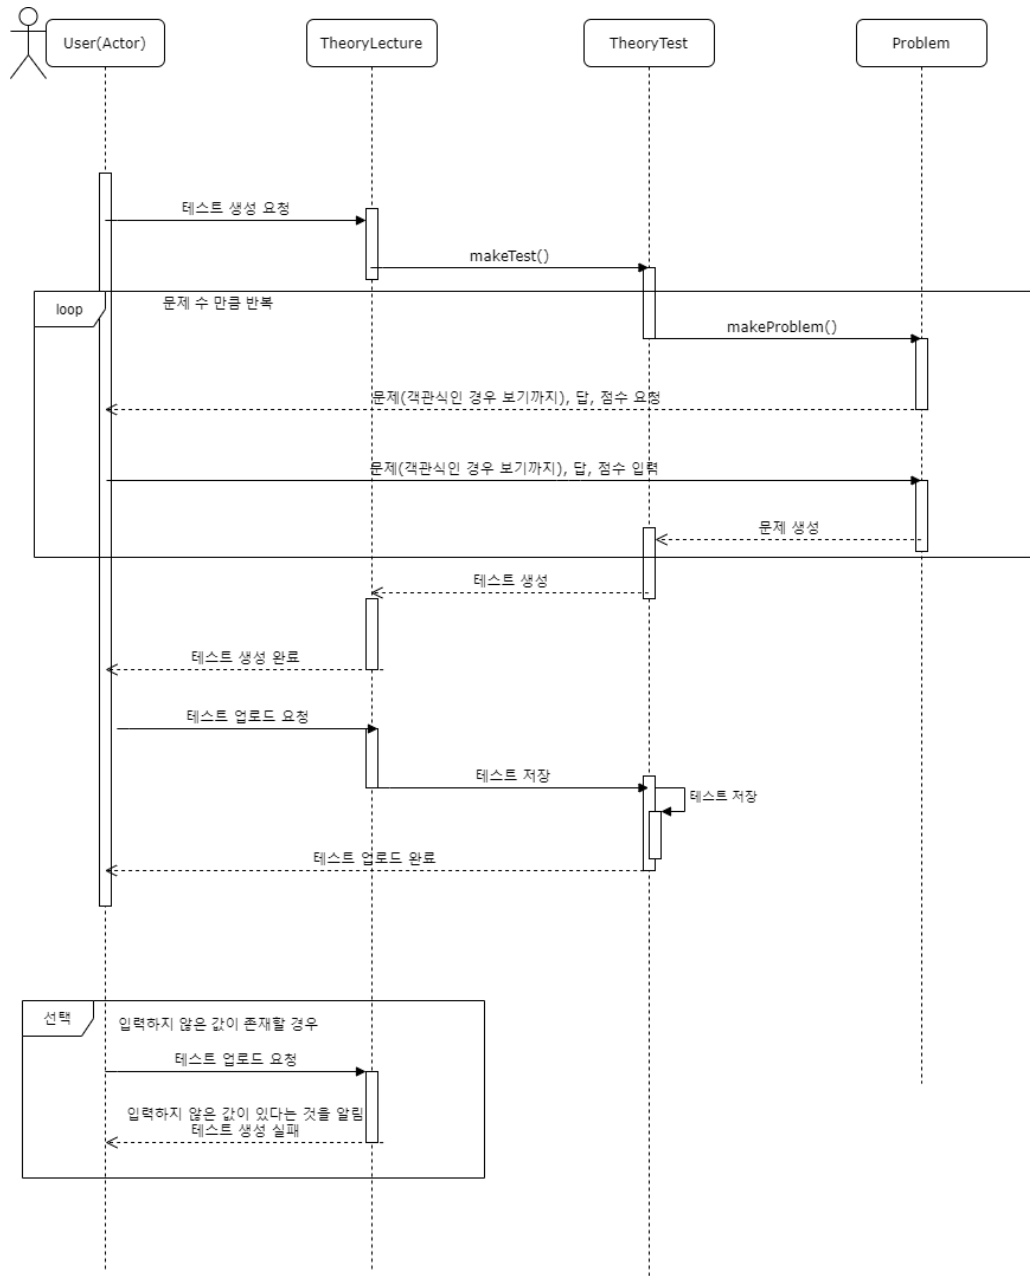 User(Actor)
TheoryLecture
TheoryTest
Problem
테스트 생성 요청
makeTest()
loop
문제 수 만큼 반복
makeProblem()
문제(객관식인 경우 보기까지), 답, 점수 요청
문제(객관식인 경우 보기까지), 답, 점수 입력
문제 생성
테스트 생성
테스트 생성 완료
테스트 업로드 요청
테스트 저장
테스트 저장
테스트 업로드 완료
선택
입력하지 않은 값이 존재할 경우
테스트 업로드 요청
입력하지 않은 값이 있다는 것을 알림
테스트 생성 실패